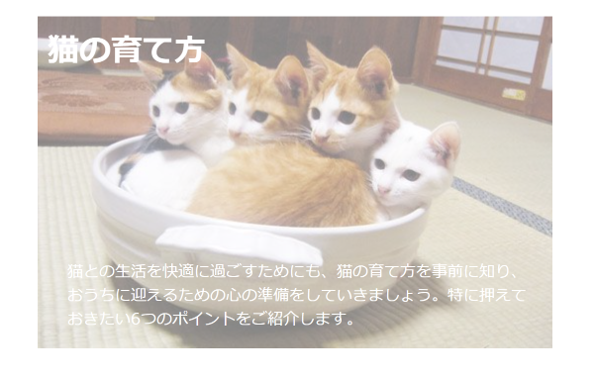 猫の育て方
猫との生活を快適に過ごすためにも、猫の育て方を事前に知り、
おうちに迎えるための心の準備をしていきましょう。特に押えて
おきたい6つのポイントをご紹介します。